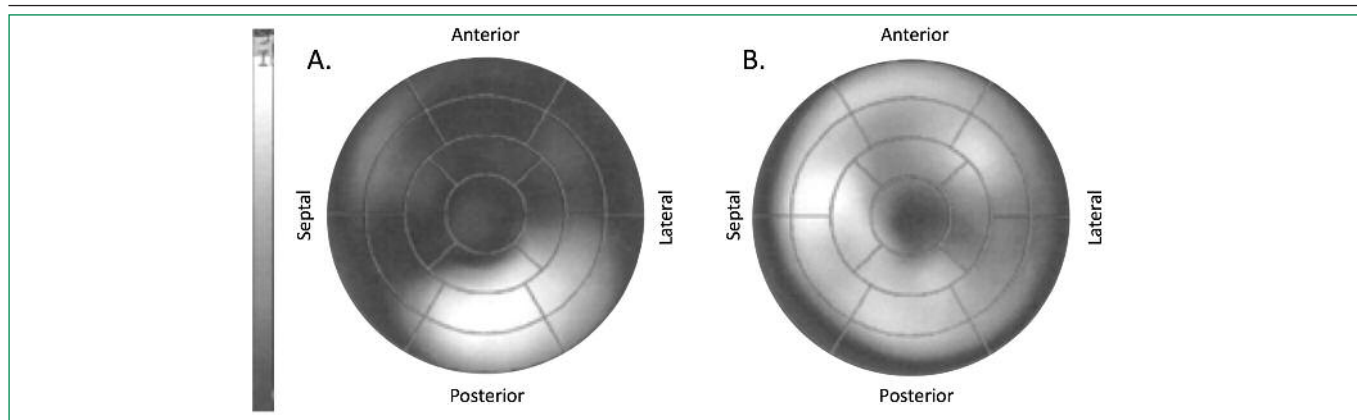 A.
Anterior
Septal
Lateral
Posterior
B.
Anterior
Septal
Lateral
Posterior